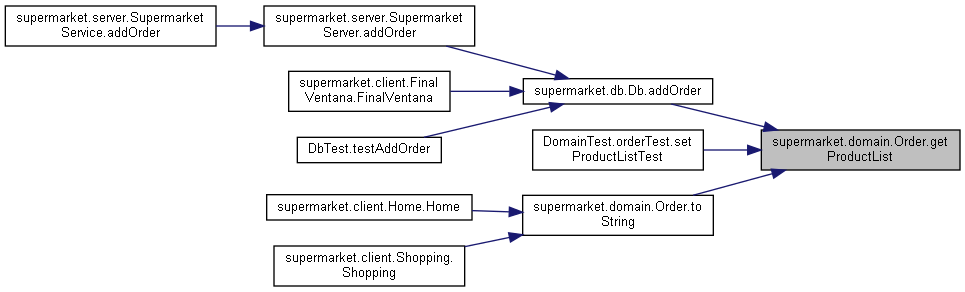 supermarket.server.Supermarket
Service.addOrder
supermarket.server.Supermarket
Server.addOrder
supermarket.client.Final
Ventana.FinalVentana
supermarket.db.Db.addOrder
DbTest.testAddOrder
DomainTest.orderTest.set
ProductListTest
supermarket.domain.Order.get
ProductList
supermarket.client.Home.Home
supermarket.domain.Order.to
String
supermarket.client.Shopping.
Shopping